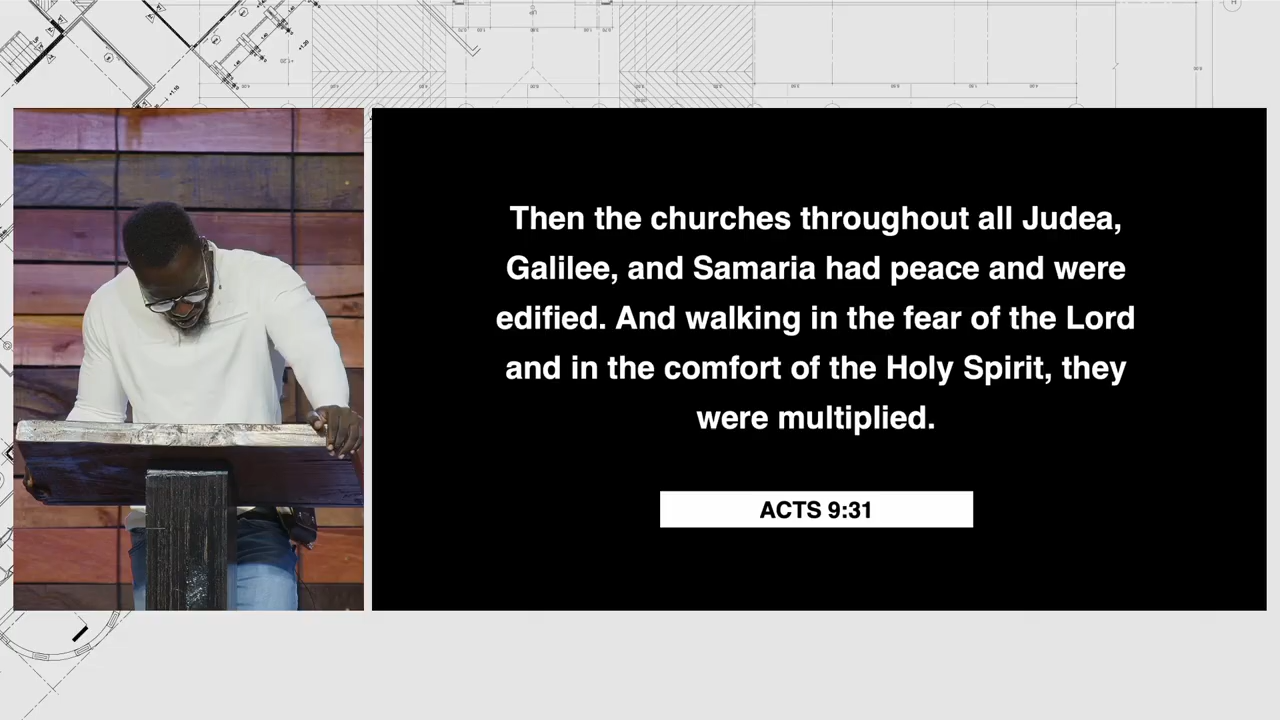 Then the churches throughout all Judea,
Galilee, and Samaria had peace and were
edified. And walking in the fear of the Lord
and in the comfort of the Holy Spirit, they
were multiplied.
ACTS 9:31